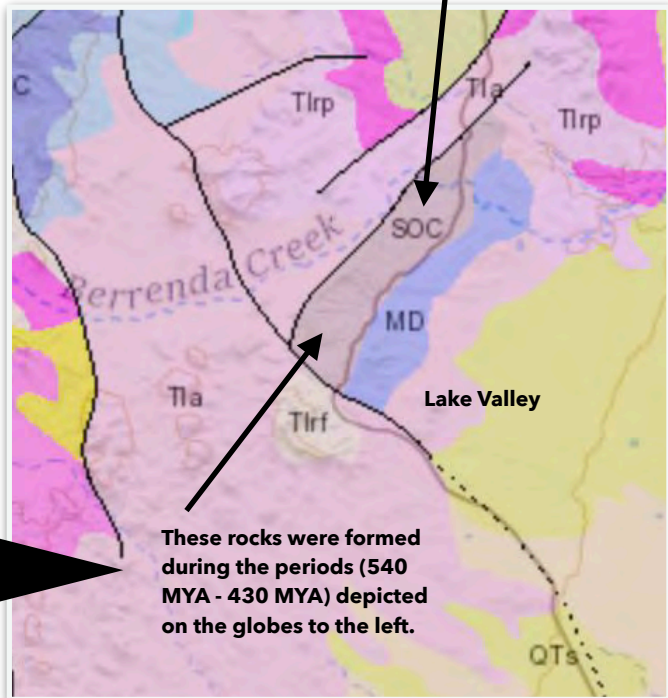 C
Tlrp
Tla
Tlrp
SOC
Berrenda Creek
MD
Lake Valley
Tla
Tlrf
These rocks were formed
during the periods (540
MYA - 430 MYA) depicted
on the globes to the left.
QTs